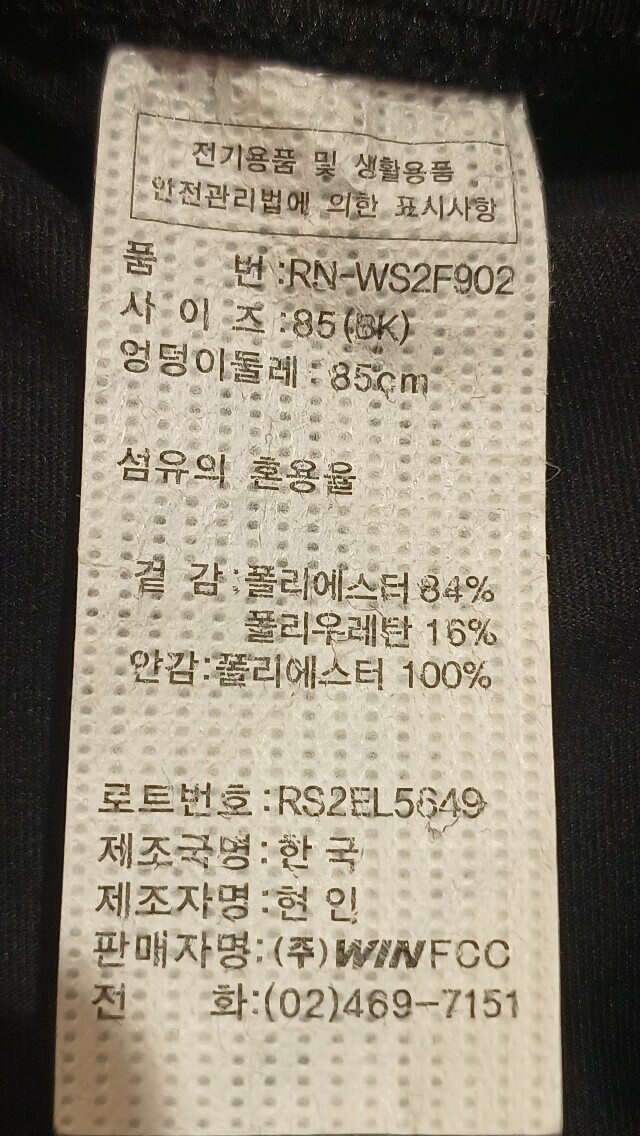 전기용품 및 생활용품
안전관리법에 의한 표시사항
품 번:RN-WS2F902
사 이 즈:85(BK)
엉덩이둘레:85cm
섬유의 혼용율
겉 감:폴리에스터 84%
폴리우레탄 16%
안감:폴리에스터 100%
로트번호:RS2EL5649
제조국명:한 국
제조자명:현 인
판매자명:(주)WINFCC
전 화:(02)469-7151